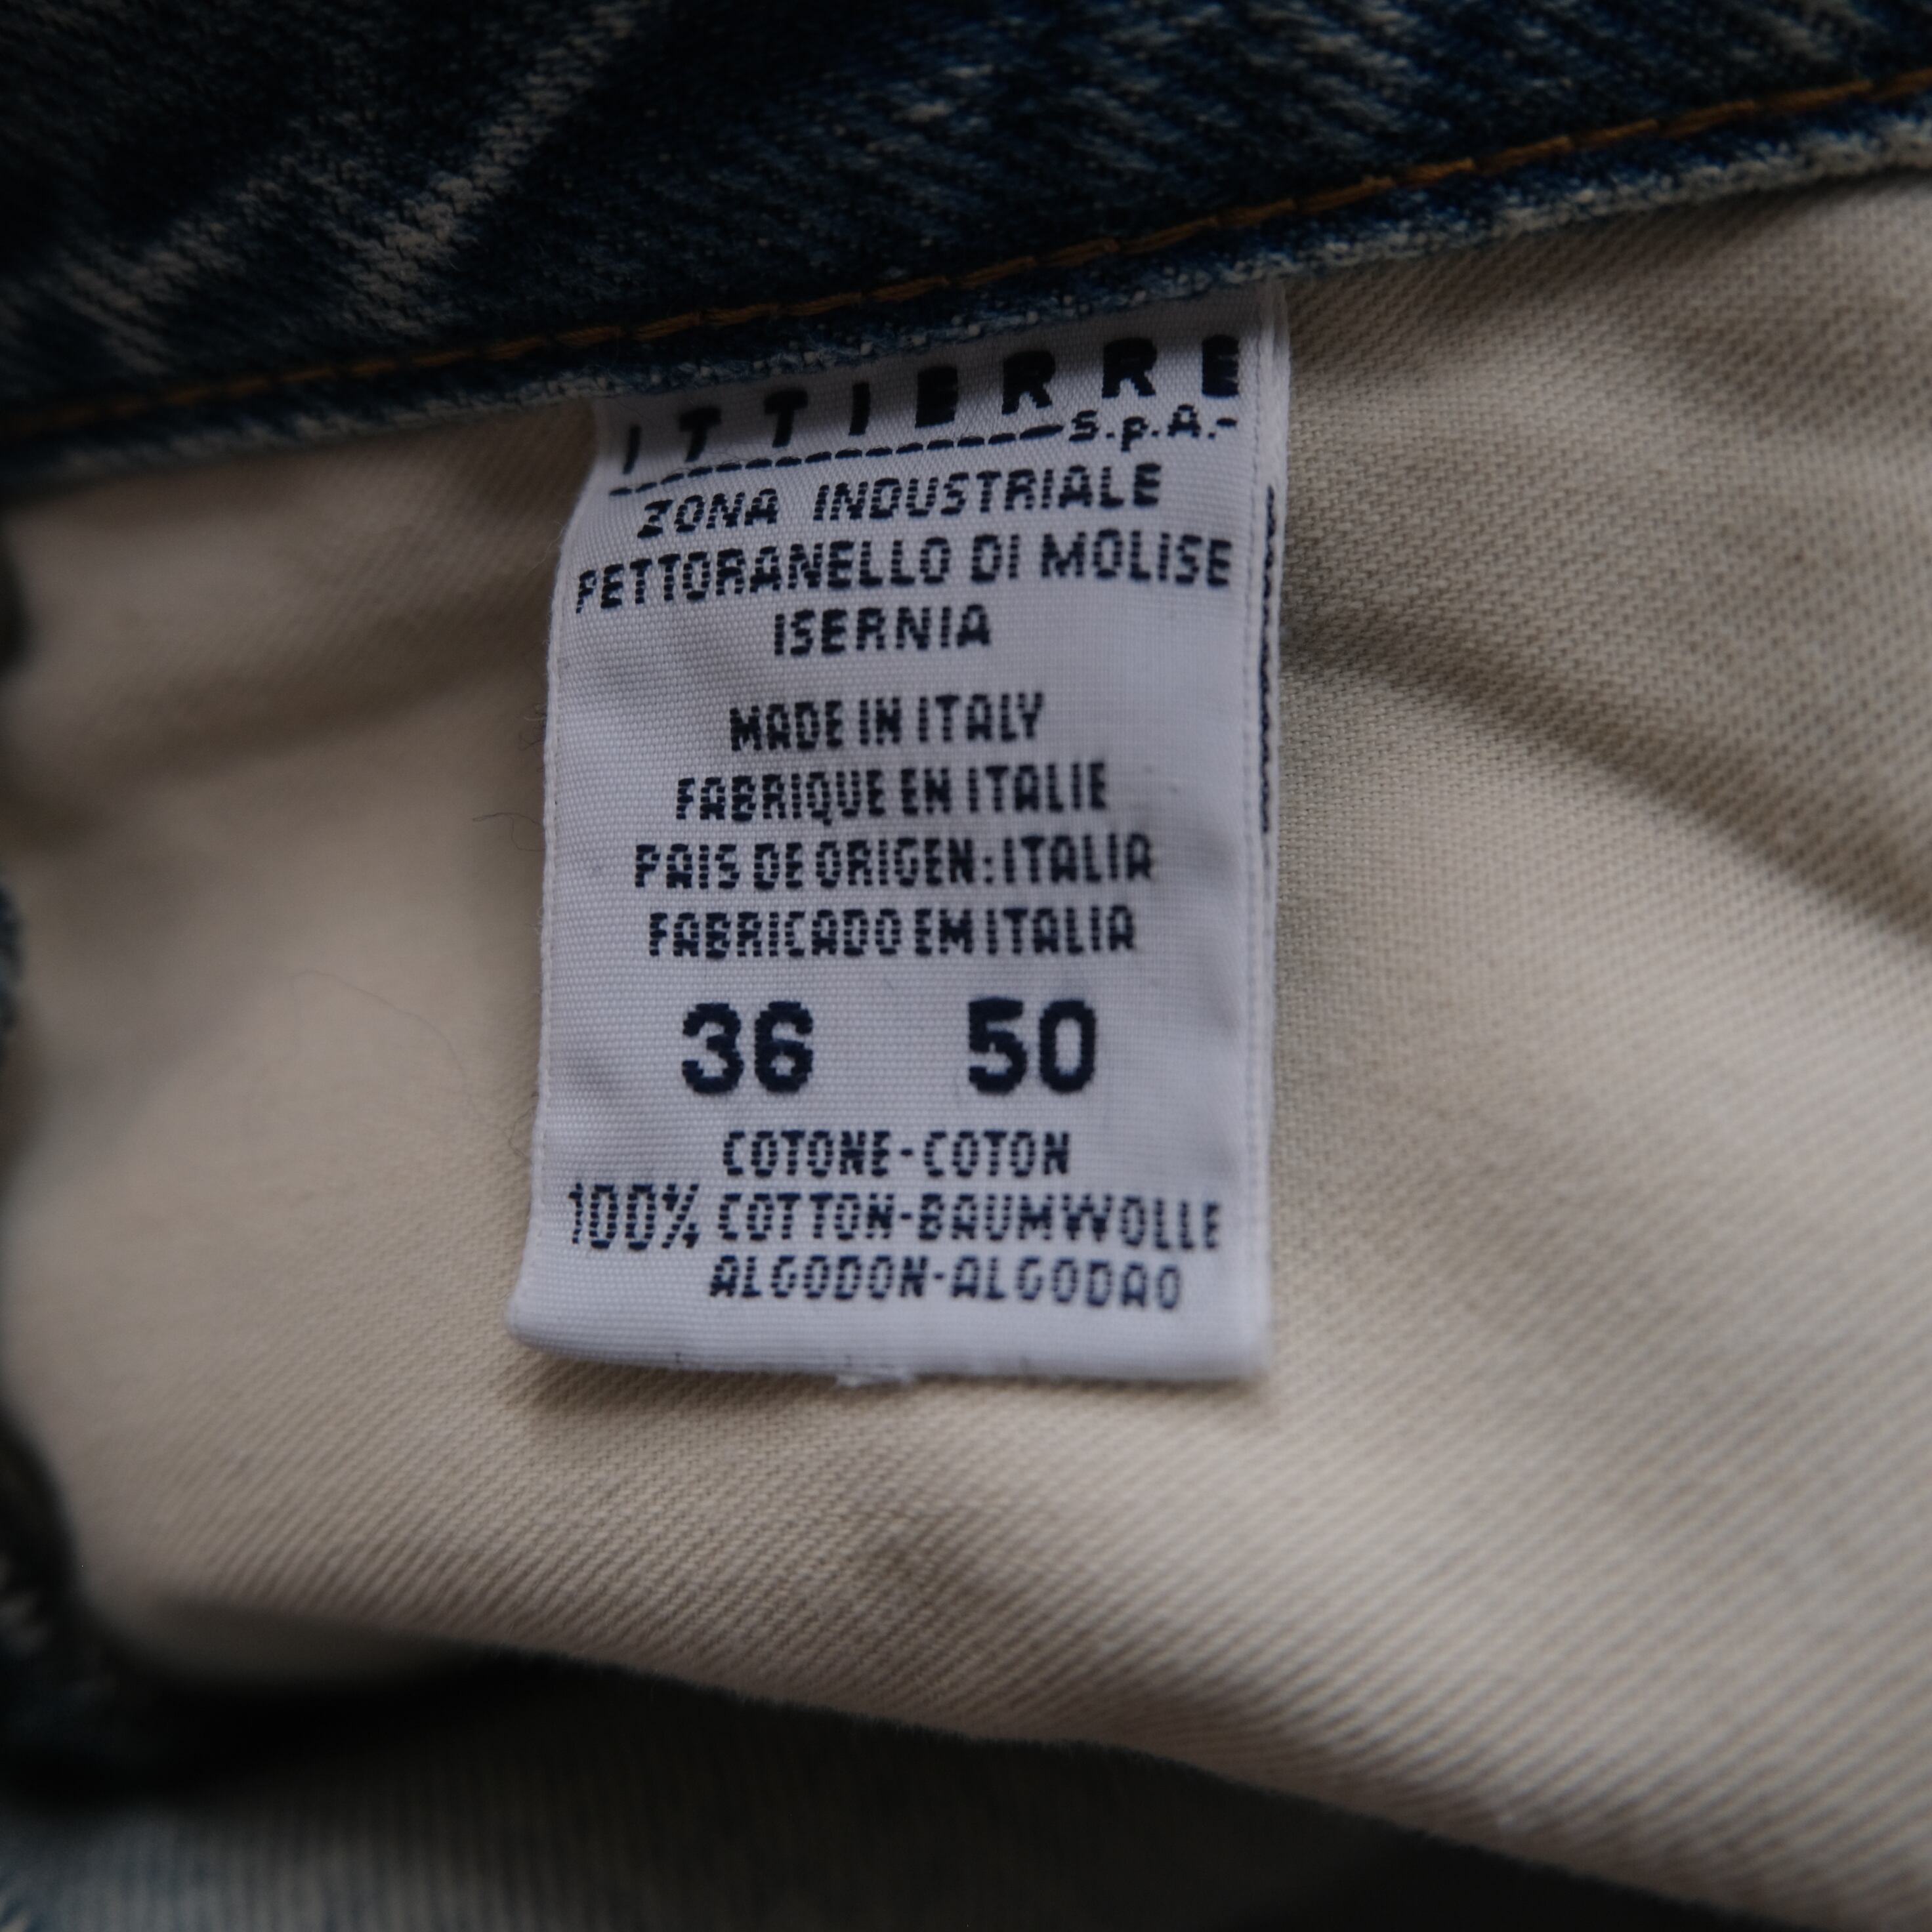 ITTIERRE
S.p.A.-
ZONA INDUSTRIALE
PETTORANELLO DI MOLISE
ISERNIA
MADE IN ITALY
FABRIQUE EN ITALIE
PAIS DE ORIGEN:ITALIA
FABRICADO EM ITALIA
36 50
COTONE-COTON
100% COTTON-BAUMWOLLE
ALGODON-ALGODAO